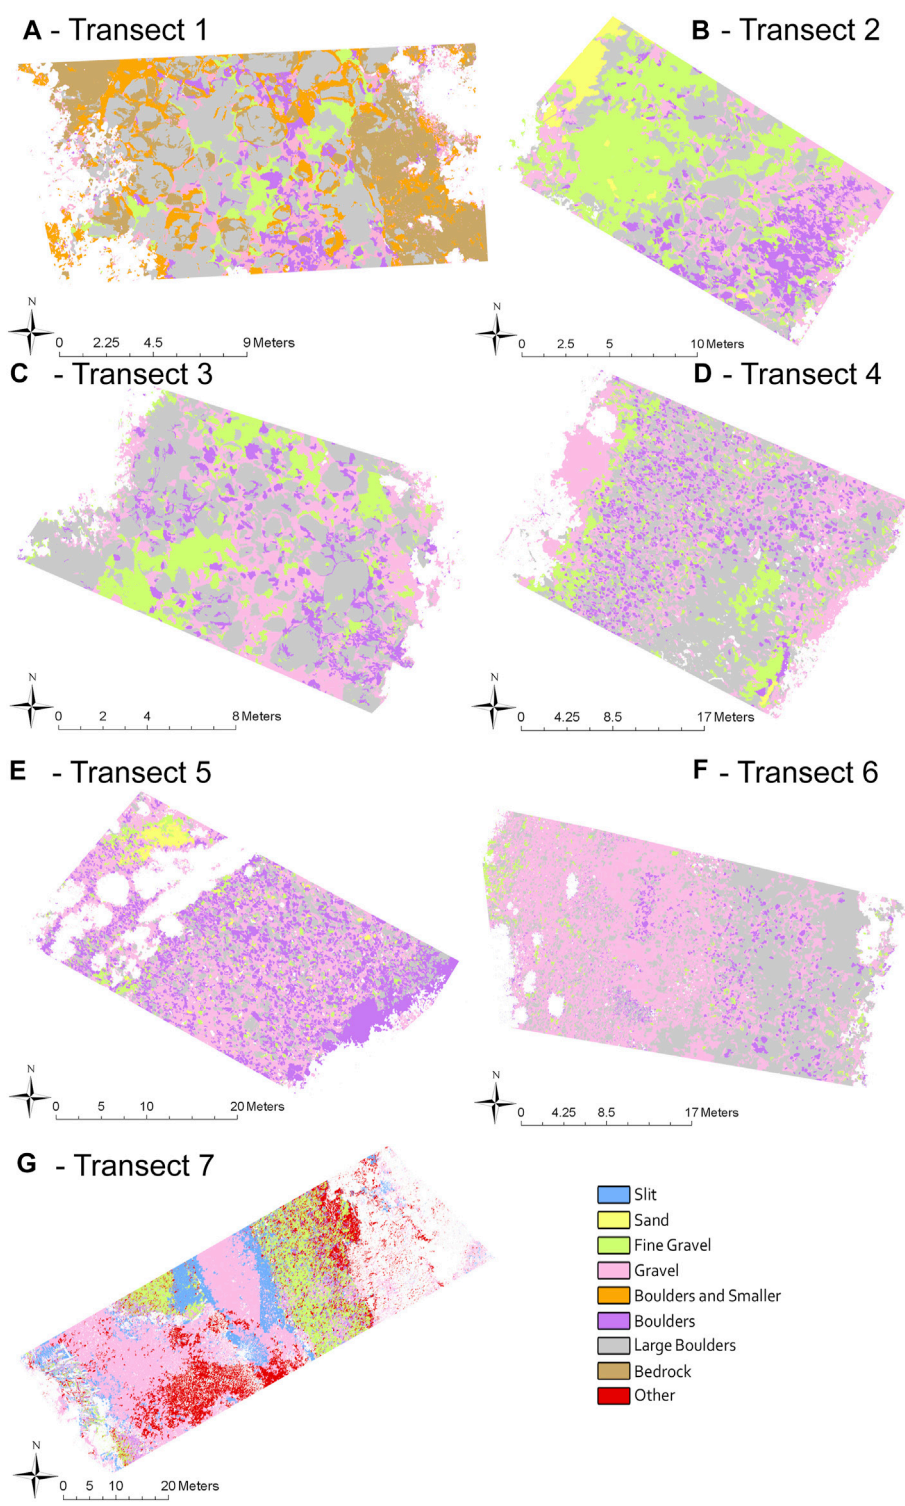 A - Transect 1
B - Transect 2
N
0 2.25 4.5 9 Meters
N
0 2.5 5 10 Meters
C - Transect 3
D - Transect 4
N
0 2 4 8 Meters
N
0 4.25 8.5 17 Meters
E - Transect 5
F - Transect 6
N
0 5 10 20 Meters
N
0 4.25 8.5 17 Meters
G - Transect 7
N
0 5 10 20 Meters
Slit
Sand
Fine Gravel
Gravel
Boulders and Smaller
Boulders
Large Boulders
Bedrock
Other